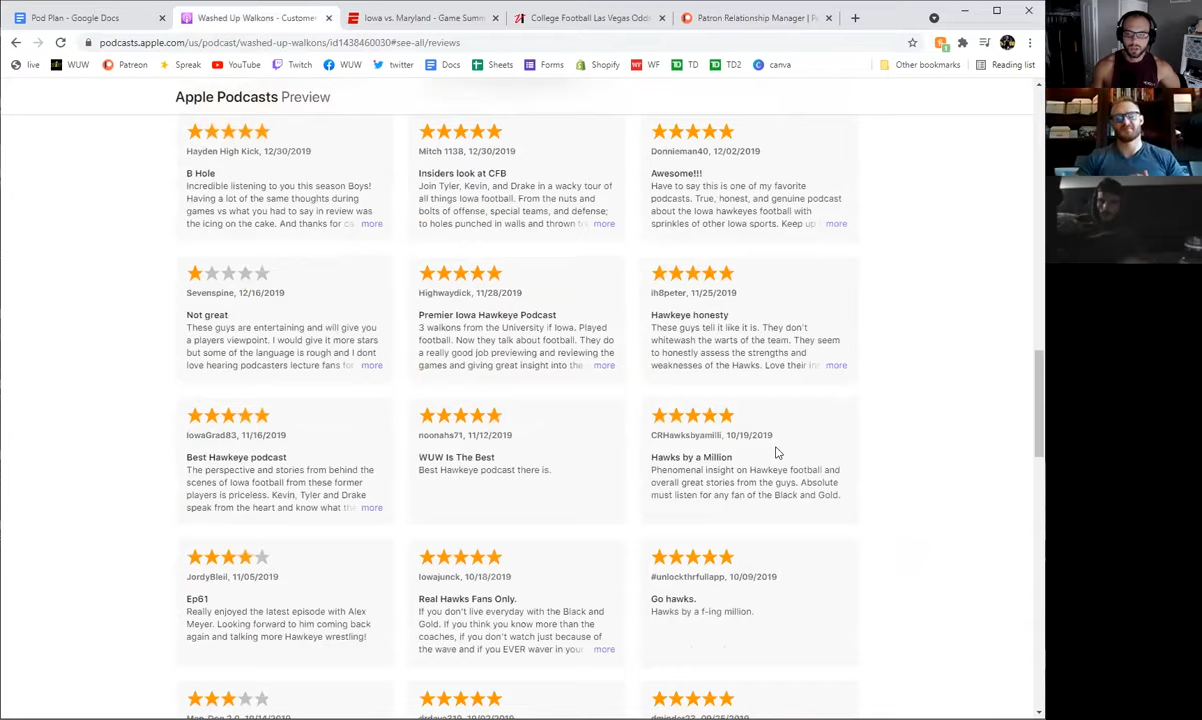 Pod Plan - Google Docs
Washed Up Walkons - Custome
Iowa vs. Maryland - Game Summ
College Football Las Vegas Odds
Patron Relationship Manager | P
podcasts.apple.com/us/podcast/washed-up-walkons/id1438460030#see-all/reviews
live WUW Patreon Spreak YouTube Twitch WUW twitter Docs Sheets Forms Shopify WF TD TD2 canva Other bookmarks Reading list
Apple Podcasts Preview
Hayden High Kick, 12/30/2019
B Hole
Incredible listening to you this season Boys!
Having a lot of the same thoughts during
games vs what you had to say in review was
the icing on the cake. And thanks for ca more
Mitch 1138, 12/30/2019
Insiders look at CFB
Join Tyler, Kevin, and Drake in a wacky tour of
all things Iowa football. From the nuts and
bolts of offense, special teams, and defense;
to holes punched in walls and thrown tr more
Donnieman40, 12/02/2019
Awesome!!!
Have to say this is one of my favorite
podcasts. True, honest, and genuine podcast
about the Iowa hawkeyes football with
sprinkles of other Iowa sports. Keep up more
Sevenspine, 12/16/2019
Not great
These guys are entertaining and will give you
a players viewpoint. I would give it more stars
but some of the language is rough and I dont
love hearing podcasters lecture fans for more
Highwaydick, 11/28/2019
Premier Iowa Hawkeye Podcast
3 walkons from the University if Iowa. Played
football. Now they talk about football. They do
a really good job previewing and reviewing the
games and giving great insight into the more
ih8peter, 11/25/2019
Hawkeye honesty
These guys tell it like it is. They don't
whitewash the warts of the team. They seem
to honestly assess the strengths and
weaknesses of the Hawks. Love their in more
IowaGrad83, 11/16/2019
Best Hawkeye podcast
The perspective and stories from behind the
scenes of Iowa football from these former
players is priceless. Kevin, Tyler and Drake
speak from the heart and know what the more
noonahs71, 11/12/2019
WUW Is The Best
Best Hawkeye podcast there is.
CRHawksbyamilli, 10/19/2019
Hawks by a Million
Phenomenal insight on Hawkeye football and
overall great stories from the guys. Absolute
must listen for any fan of the Black and Gold.
JordyBleil, 11/05/2019
Ep61
Really enjoyed the latest episode with Alex
Meyer. Looking forward to him coming back
again and talking more Hawkeye wrestling!
Iowajunck, 10/18/2019
Real Hawks Fans Only.
If you don't live everyday with the Black and
Gold. If you think you know more than the
coaches, if you don't watch just because of
the wave and if you EVER waver in your more
#unlockthrfullapp, 10/09/2019
Go hawks.
Hawks by a f-ing million.